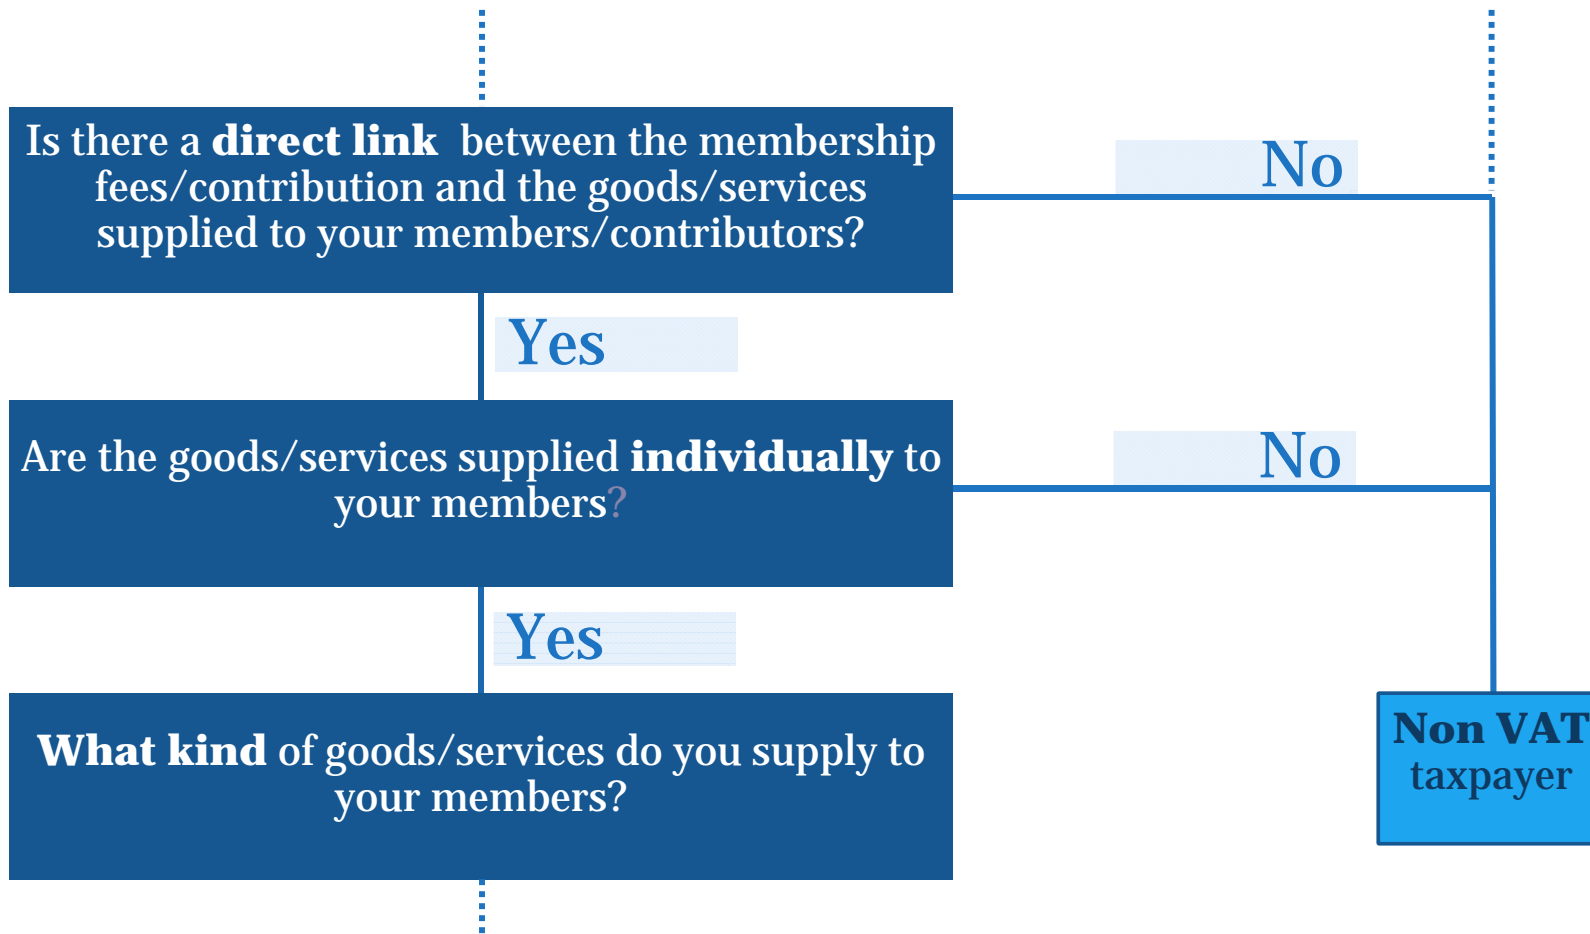 Is there a direct link between the membership
fees/contribution and the goods/services
supplied to your members/contributors?
No
Yes
Are the goods/services supplied individually to
your members?
No
Yes
What kind of goods/services do you supply to
your members?
Non VAT
taxpayer